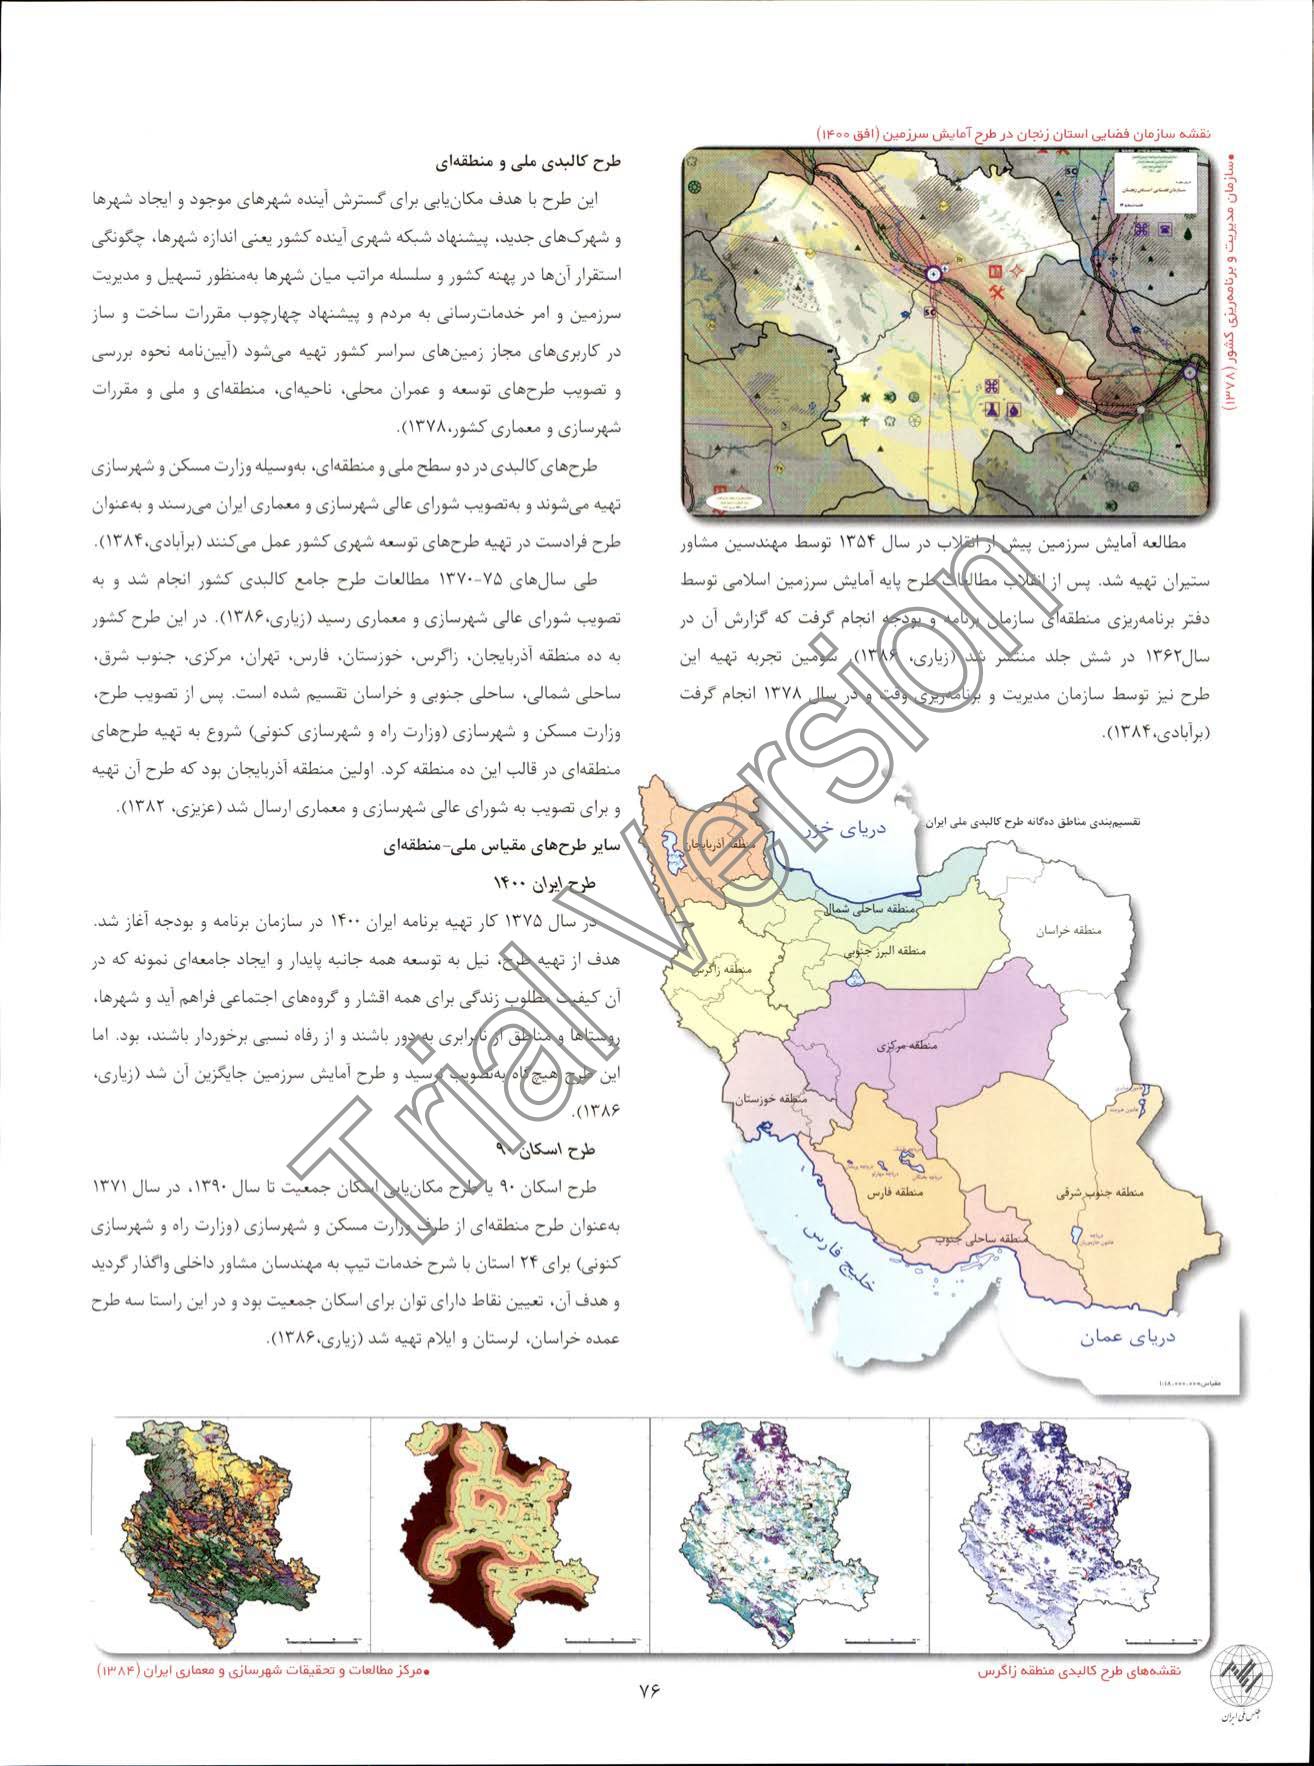 نقشه سازمان فضایی استان زنجان در طرح آمایش سرزمین (افق ۱۴۰۰)
•سازمان مدیریت و برنامه‌ریزی کشور (۱۳۷۸)
مطالعه آمایش سرزمین پیش از انقلاب در سال ۱۳۵۴ توسط مهندسین مشاور
ستیران تهیه شد. پس از انقلاب مطالعات طرح پایه آمایش سرزمین اسلامی توسط
دفتر برنامه‌ریزی منطقه‌ای سازمان برنامه و بودجه انجام گرفت که گزارش آن در
سال۱۳۶۲ در شش جلد منتشر شد (زیاری، ۱۳۸۶). سومین تجربه تهیه این
طرح نیز توسط سازمان مدیریت و برنامه‌ریزی وقت و در سال ۱۳۷۸ انجام گرفت
(برآبادی،۱۳۸۴).
تقسیم‌بندی مناطق ده‌گانه طرح کالبدی ملی ایران
دریای خزر
منطقه آذربایجان
منطقه ساحلی شمال
منطقه خراسان
منطقه البرز جنوبی
منطقه زاگرس
منطقه مرکزی
منطقه خوزستان
منطقه فارس
منطقه جنوب شرقی
منطقه ساحلی جنوب
خلیج فارس
دریای عمان
مقیاس:۱:۱۸.۰۰۰.۰۰۰
طرح کالبدی ملی و منطقه‌ای
این طرح با هدف مکان‌یابی برای گسترش آینده شهرهای موجود و ایجاد شهرها
و شهرک‌های جدید، پیشنهاد شبکه شهری آینده کشور یعنی اندازه شهرها، چگونگی
استقرار آن‌ها در پهنه کشور و سلسله مراتب میان شهرها به‌منظور تسهیل و مدیریت
سرزمین و امر خدمات‌رسانی به مردم و پیشنهاد چهارچوب مقررات ساخت و ساز
در کاربری‌های مجاز زمین‌های سراسر کشور تهیه می‌شود (آیین‌نامه نحوه بررسی
و تصویب طرح‌های توسعه و عمران محلی، ناحیه‌ای، منطقه‌ای و ملی و مقررات
شهرسازی و معماری کشور،۱۳۷۸).
طرح‌های کالبدی در دو سطح ملی و منطقه‌ای، به‌وسیله وزارت مسکن و شهرسازی
تهیه می‌شوند و به‌تصویب شورای عالی شهرسازی و معماری ایران می‌رسند و به‌عنوان
طرح فرادست در تهیه طرح‌های توسعه شهری کشور عمل می‌کنند (برآبادی،۱۳۸۴).
طی سال‌های ۷۵-۱۳۷۰ مطالعات طرح جامع کالبدی کشور انجام شد و به
تصویب شورای عالی شهرسازی و معماری رسید (زیاری،۱۳۸۶). در این طرح کشور
به ده منطقه آذربایجان، زاگرس، خوزستان، فارس، تهران، مرکزی، جنوب شرق،
ساحلی شمالی، ساحلی جنوبی و خراسان تقسیم شده است. پس از تصویب طرح،
وزارت مسکن و شهرسازی (وزارت راه و شهرسازی کنونی) شروع به تهیه طرح‌های
منطقه‌ای در قالب این ده منطقه کرد. اولین منطقه آذربایجان بود که طرح آن تهیه
و برای تصویب به شورای عالی شهرسازی و معماری ارسال شد (عزیزی، ۱۳۸۲).
سایر طرح‌های مقیاس ملی-منطقه‌ای
طرح ایران ۱۴۰۰
در سال ۱۳۷۵ کار تهیه برنامه ایران ۱۴۰۰ در سازمان برنامه و بودجه آغاز شد.
هدف از تهیه طرح، نیل به توسعه همه جانبه پایدار و ایجاد جامعه‌ای نمونه که در
آن کیفیت مطلوب زندگی برای همه اقشار و گروه‌های اجتماعی فراهم آید و شهرها،
روستاها و مناطق از نابرابری به دور باشند و از رفاه نسبی برخوردار باشند، بود. اما
این طرح هیچ‌گاه به‌تصویب نرسید و طرح آمایش سرزمین جایگزین آن شد (زیاری،
۱۳۸۶).
طرح اسکان ۹۰
طرح اسکان ۹۰ یا طرح مکان‌یابی اسکان جمعیت تا سال ۱۳۹۰، در سال ۱۳۷۱
به‌عنوان طرح منطقه‌ای از طرف وزارت مسکن و شهرسازی (وزارت راه و شهرسازی
کنونی) برای ۲۴ استان با شرح خدمات تیپ به مهندسان مشاور داخلی واگذار گردید
و هدف آن، تعیین نقاط دارای توان برای اسکان جمعیت بود و در این راستا سه طرح
عمده خراسان، لرستان و ایلام تهیه شد (زیاری،۱۳۸۶).
نقشه‌های طرح کالبدی منطقه زاگرس
•مرکز مطالعات و تحقیقات شهرسازی و معماری ایران (۱۳۸۴)
۷۶
Trial Version